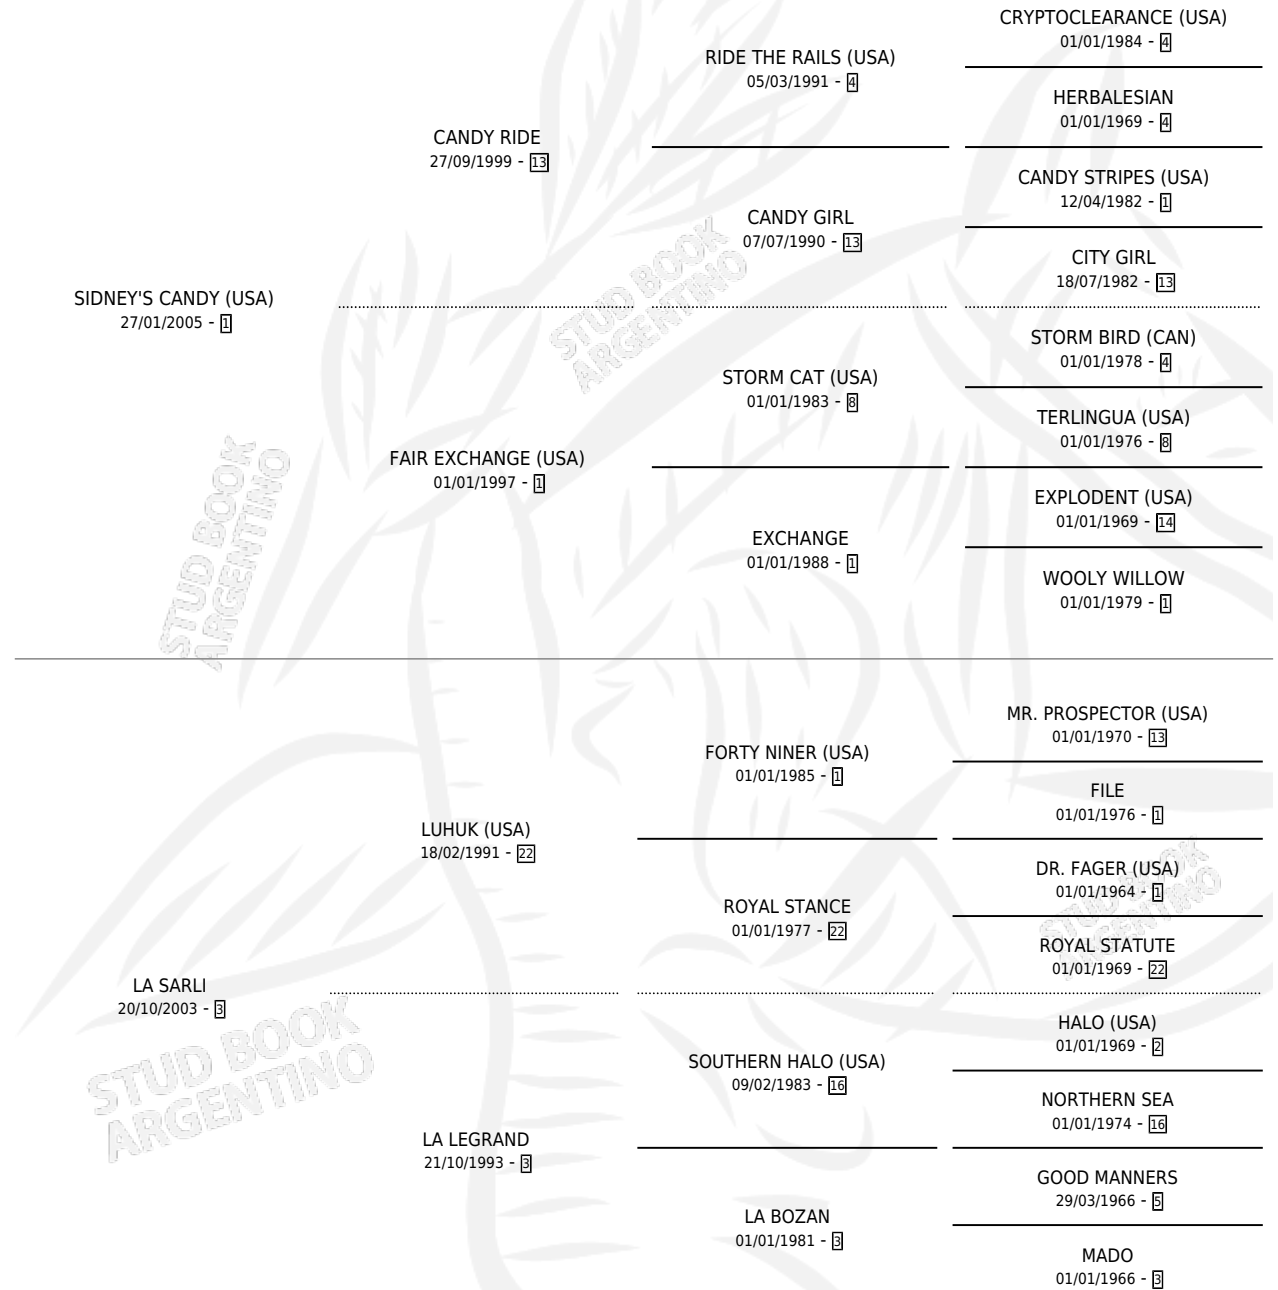 CRYPTOCLEARANCE (USA)
01/01/1984 - 4
RIDE THE RAILS (USA)
05/03/1991 - 4
HERBALESIAN
01/01/1969 - 4
CANDY RIDE
27/09/1999 - 13
CANDY STRIPES (USA)
12/04/1982 - 1
CANDY GIRL
07/07/1990 - 13
CITY GIRL
18/07/1982 - 13
SIDNEY'S CANDY (USA)
27/01/2005 - 1
STORM BIRD (CAN)
01/01/1978 - 4
STORM CAT (USA)
01/01/1983 - 8
TERLINGUA (USA)
01/01/1976 - 8
FAIR EXCHANGE (USA)
01/01/1997 - 1
EXPLODENT (USA)
01/01/1969 - 14
EXCHANGE
01/01/1988 - 1
WOOLY WILLOW
01/01/1979 - 1
STUD BOOK
ARGENTINO
STUD BOOK
ARGENTINO
MR. PROSPECTOR (USA)
01/01/1970 - 13
FORTY NINER (USA)
01/01/1985 - 1
FILE
01/01/1976 - 1
LUHUK (USA)
18/02/1991 - 22
DR. FAGER (USA)
01/01/1964 - 1
ROYAL STANCE
01/01/1977 - 22
ROYAL STATUTE
01/01/1969 - 22
STUD BOOK
ARGENTINO
LA SARLI
20/10/2003 - 3
HALO (USA)
01/01/1969 - 2
SOUTHERN HALO (USA)
09/02/1983 - 16
NORTHERN SEA
01/01/1974 - 16
STUD BOOK
ARGENTINO
LA LEGRAND
21/10/1993 - 3
GOOD MANNERS
29/03/1966 - 5
LA BOZAN
01/01/1981 - 3
MADO
01/01/1966 - 3